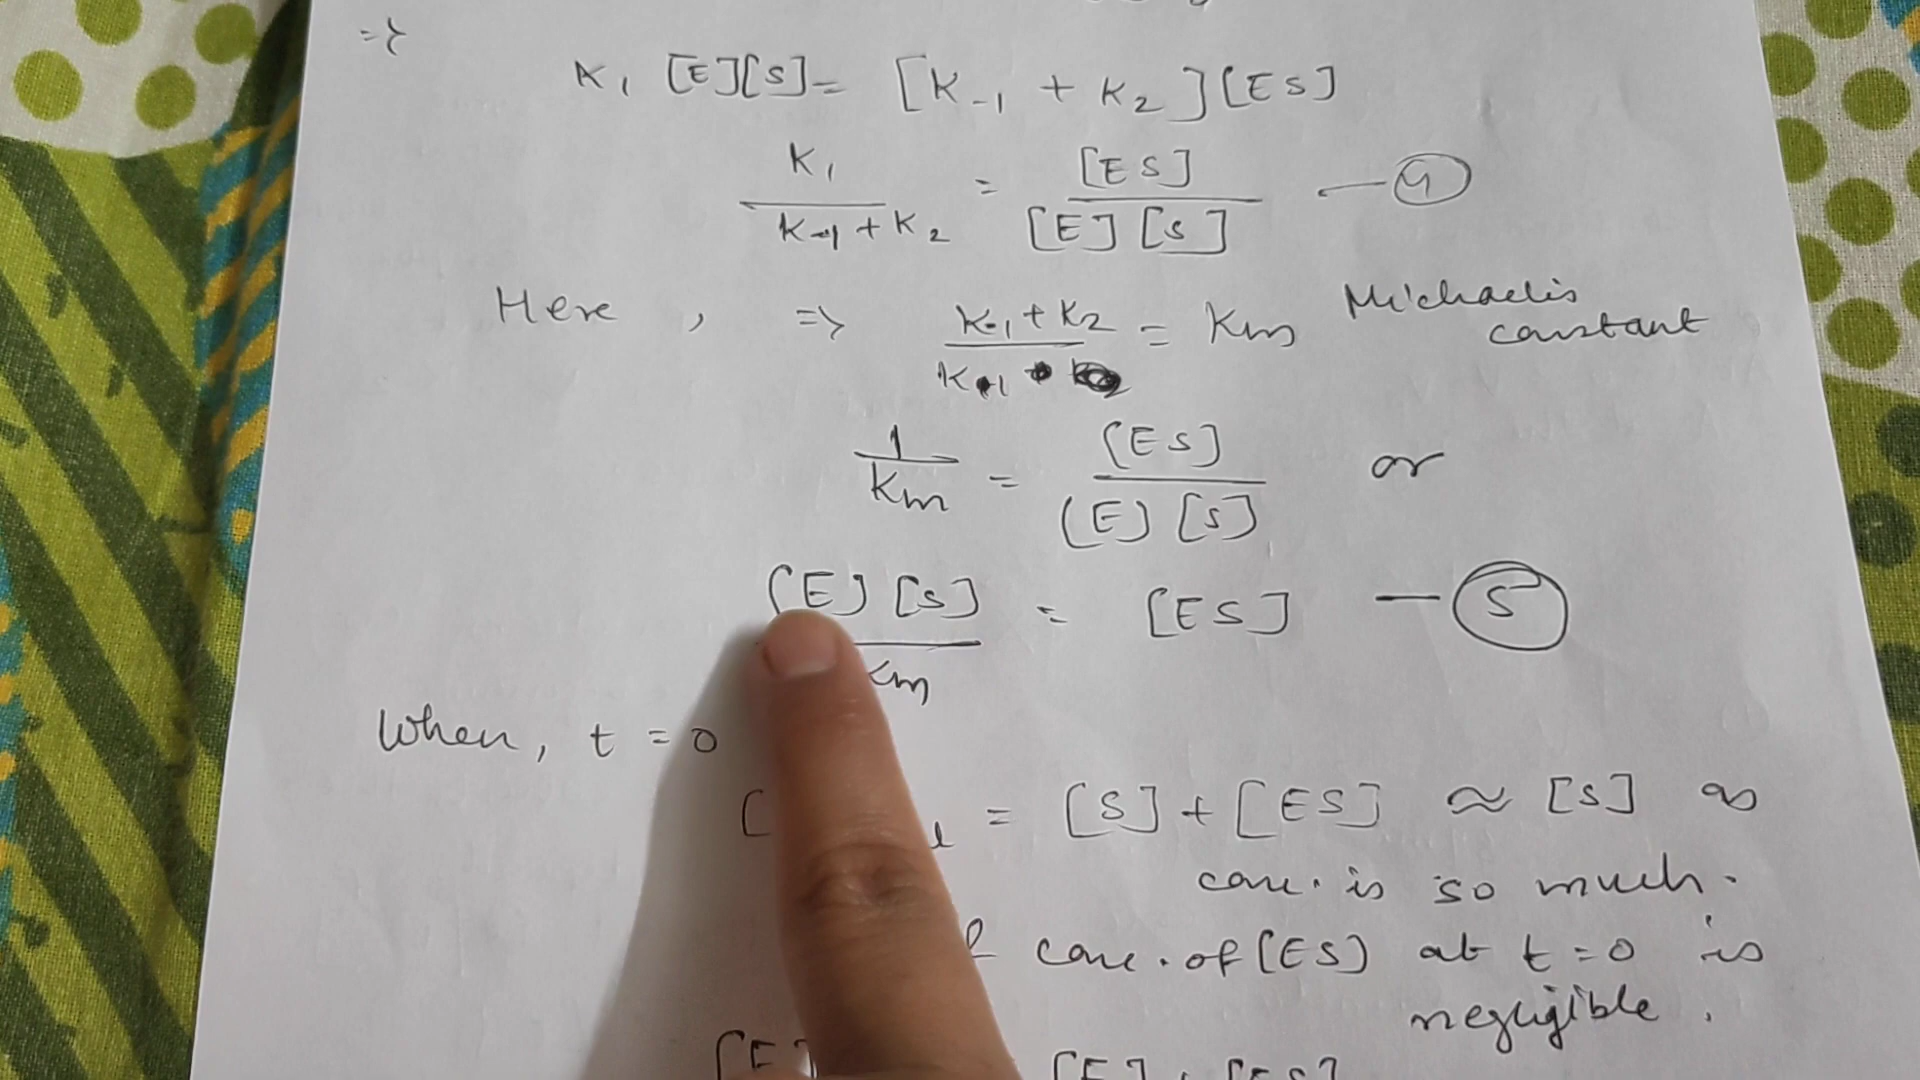 =>
K1 [E][S] = [K-1 + K2][ES]
K1 / K-1 + K2 = [ES] / [E][S] — 4
Here, => K-1 + K2 / K1 = Km Michaelis constant
1 / Km = [ES] / [E][S] or
[E][S] / Km = [ES] — 5
When, t = 0
[ l = [S] + [ES] ≈ [S] as
conc. is so much.
conc. of [ES] at t = 0 is
negligible.
[E] [E] + [ES]